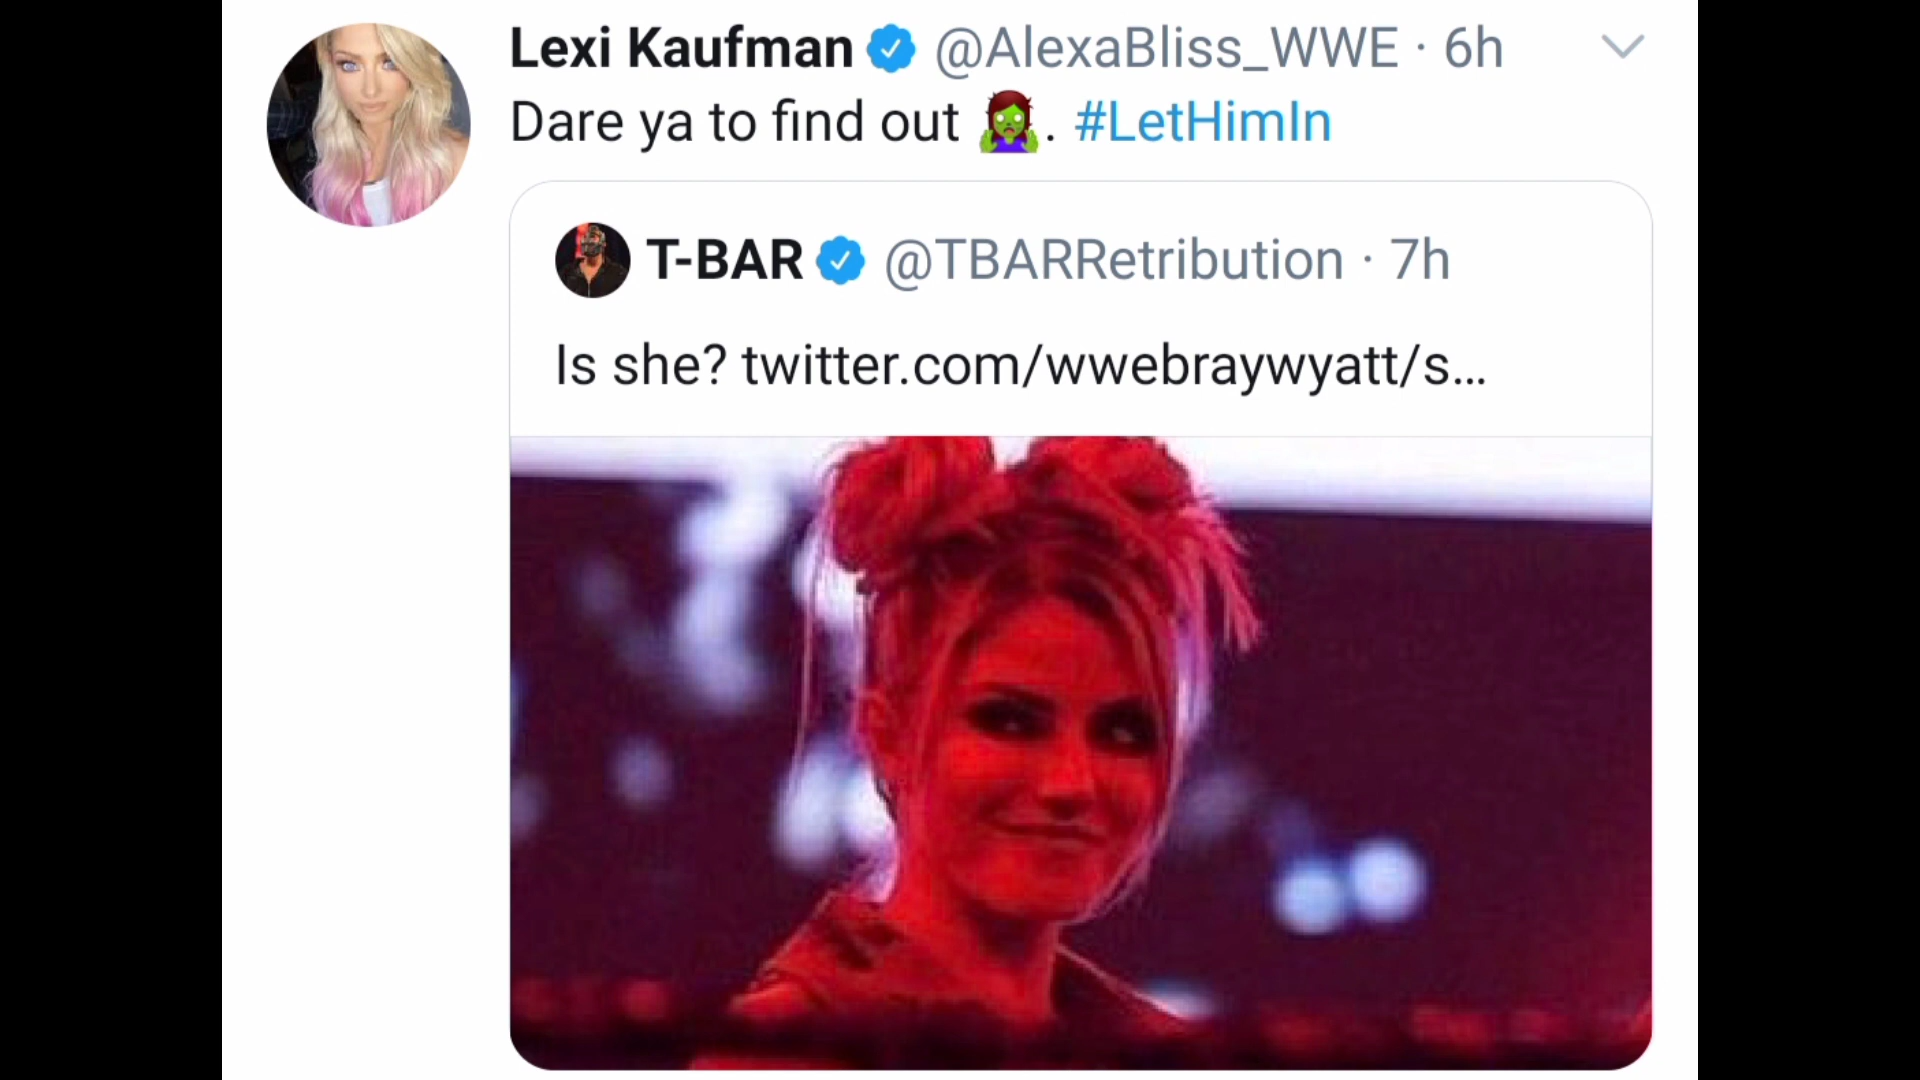 Lexi Kaufman @AlexaBliss_WWE · 6h
Dare ya to find out 🧟‍♀️. #LetHimIn
T-BAR @TBARRetribution · 7h
Is she? twitter.com/wwebraywyatt/s...